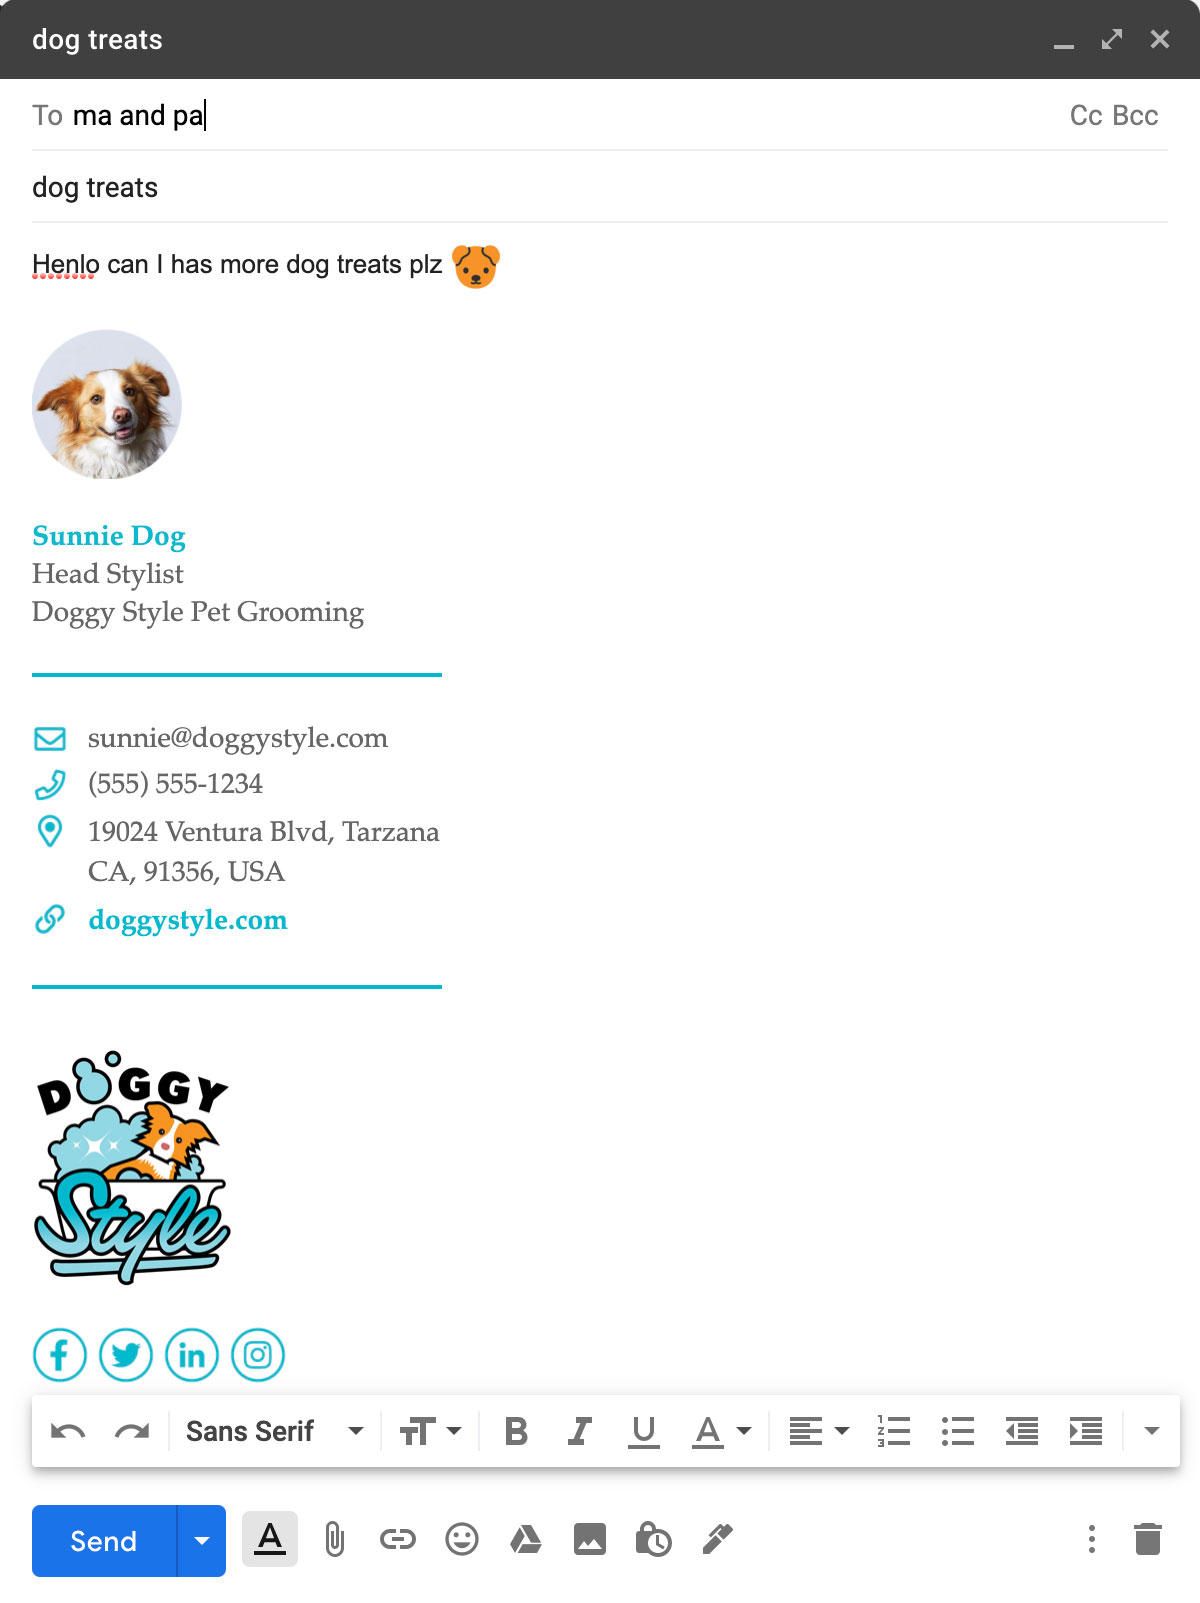 dog treats
To ma and pa
Cc Bcc
dog treats
Henlo can I has more dog treats plz
Sunnie Dog
Head Stylist
Doggy Style Pet Grooming
sunnie@doggystyle.com
(555) 555-1234
19024 Ventura Blvd, Tarzana
CA, 91356, USA
doggystyle.com
DOGGY
Style
Sans Serif
Send